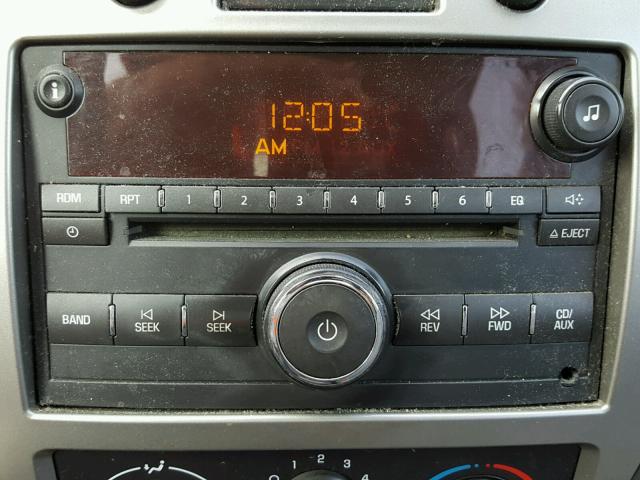 i
12:05
AM
RDM RPT 1 2 3 4 5 6 EQ
EJECT
BAND SEEK SEEK REV FWD CD/
AUX
0 1 2 3 4